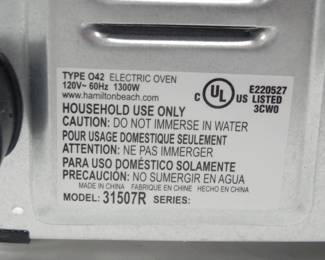 TYPE O42 ELECTRIC OVEN
120V~ 60Hz 1300W
www.hamiltonbeach.com
C UL US LISTED
E220527
3CW0
HOUSEHOLD USE ONLY
CAUTION: DO NOT IMMERSE IN WATER
POUR USAGE DOMESTIQUE SEULEMENT
ATTENTION: NE PAS IMMERGER
PARA USO DOMÉSTICO SOLAMENTE
PRECAUCIÓN: NO SUMERGIR EN AGUA
MADE IN CHINA FABRIQUE EN CHINE HECHO EN CHINA
MODEL: 31507R SERIES: